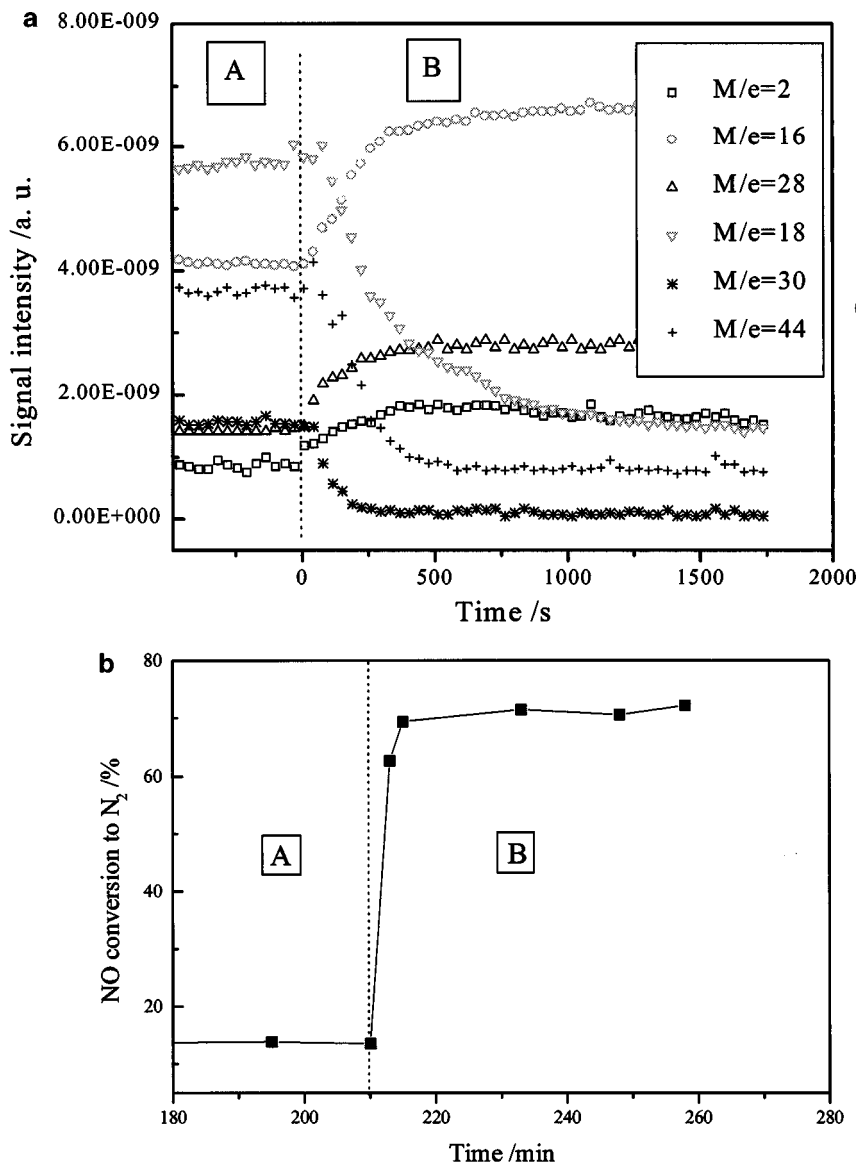 a
8.00E-009
6.00E-009
4.00E-009
2.00E-009
0.00E+000
Signal intensity /a. u.
A
B
M/e=2
M/e=16
M/e=28
M/e=18
M/e=30
M/e=44
0
500
1000
1500
2000
Time /s
b
80
60
40
20
NO conversion to N₂ /%
A
B
180
200
220
240
260
280
Time /min